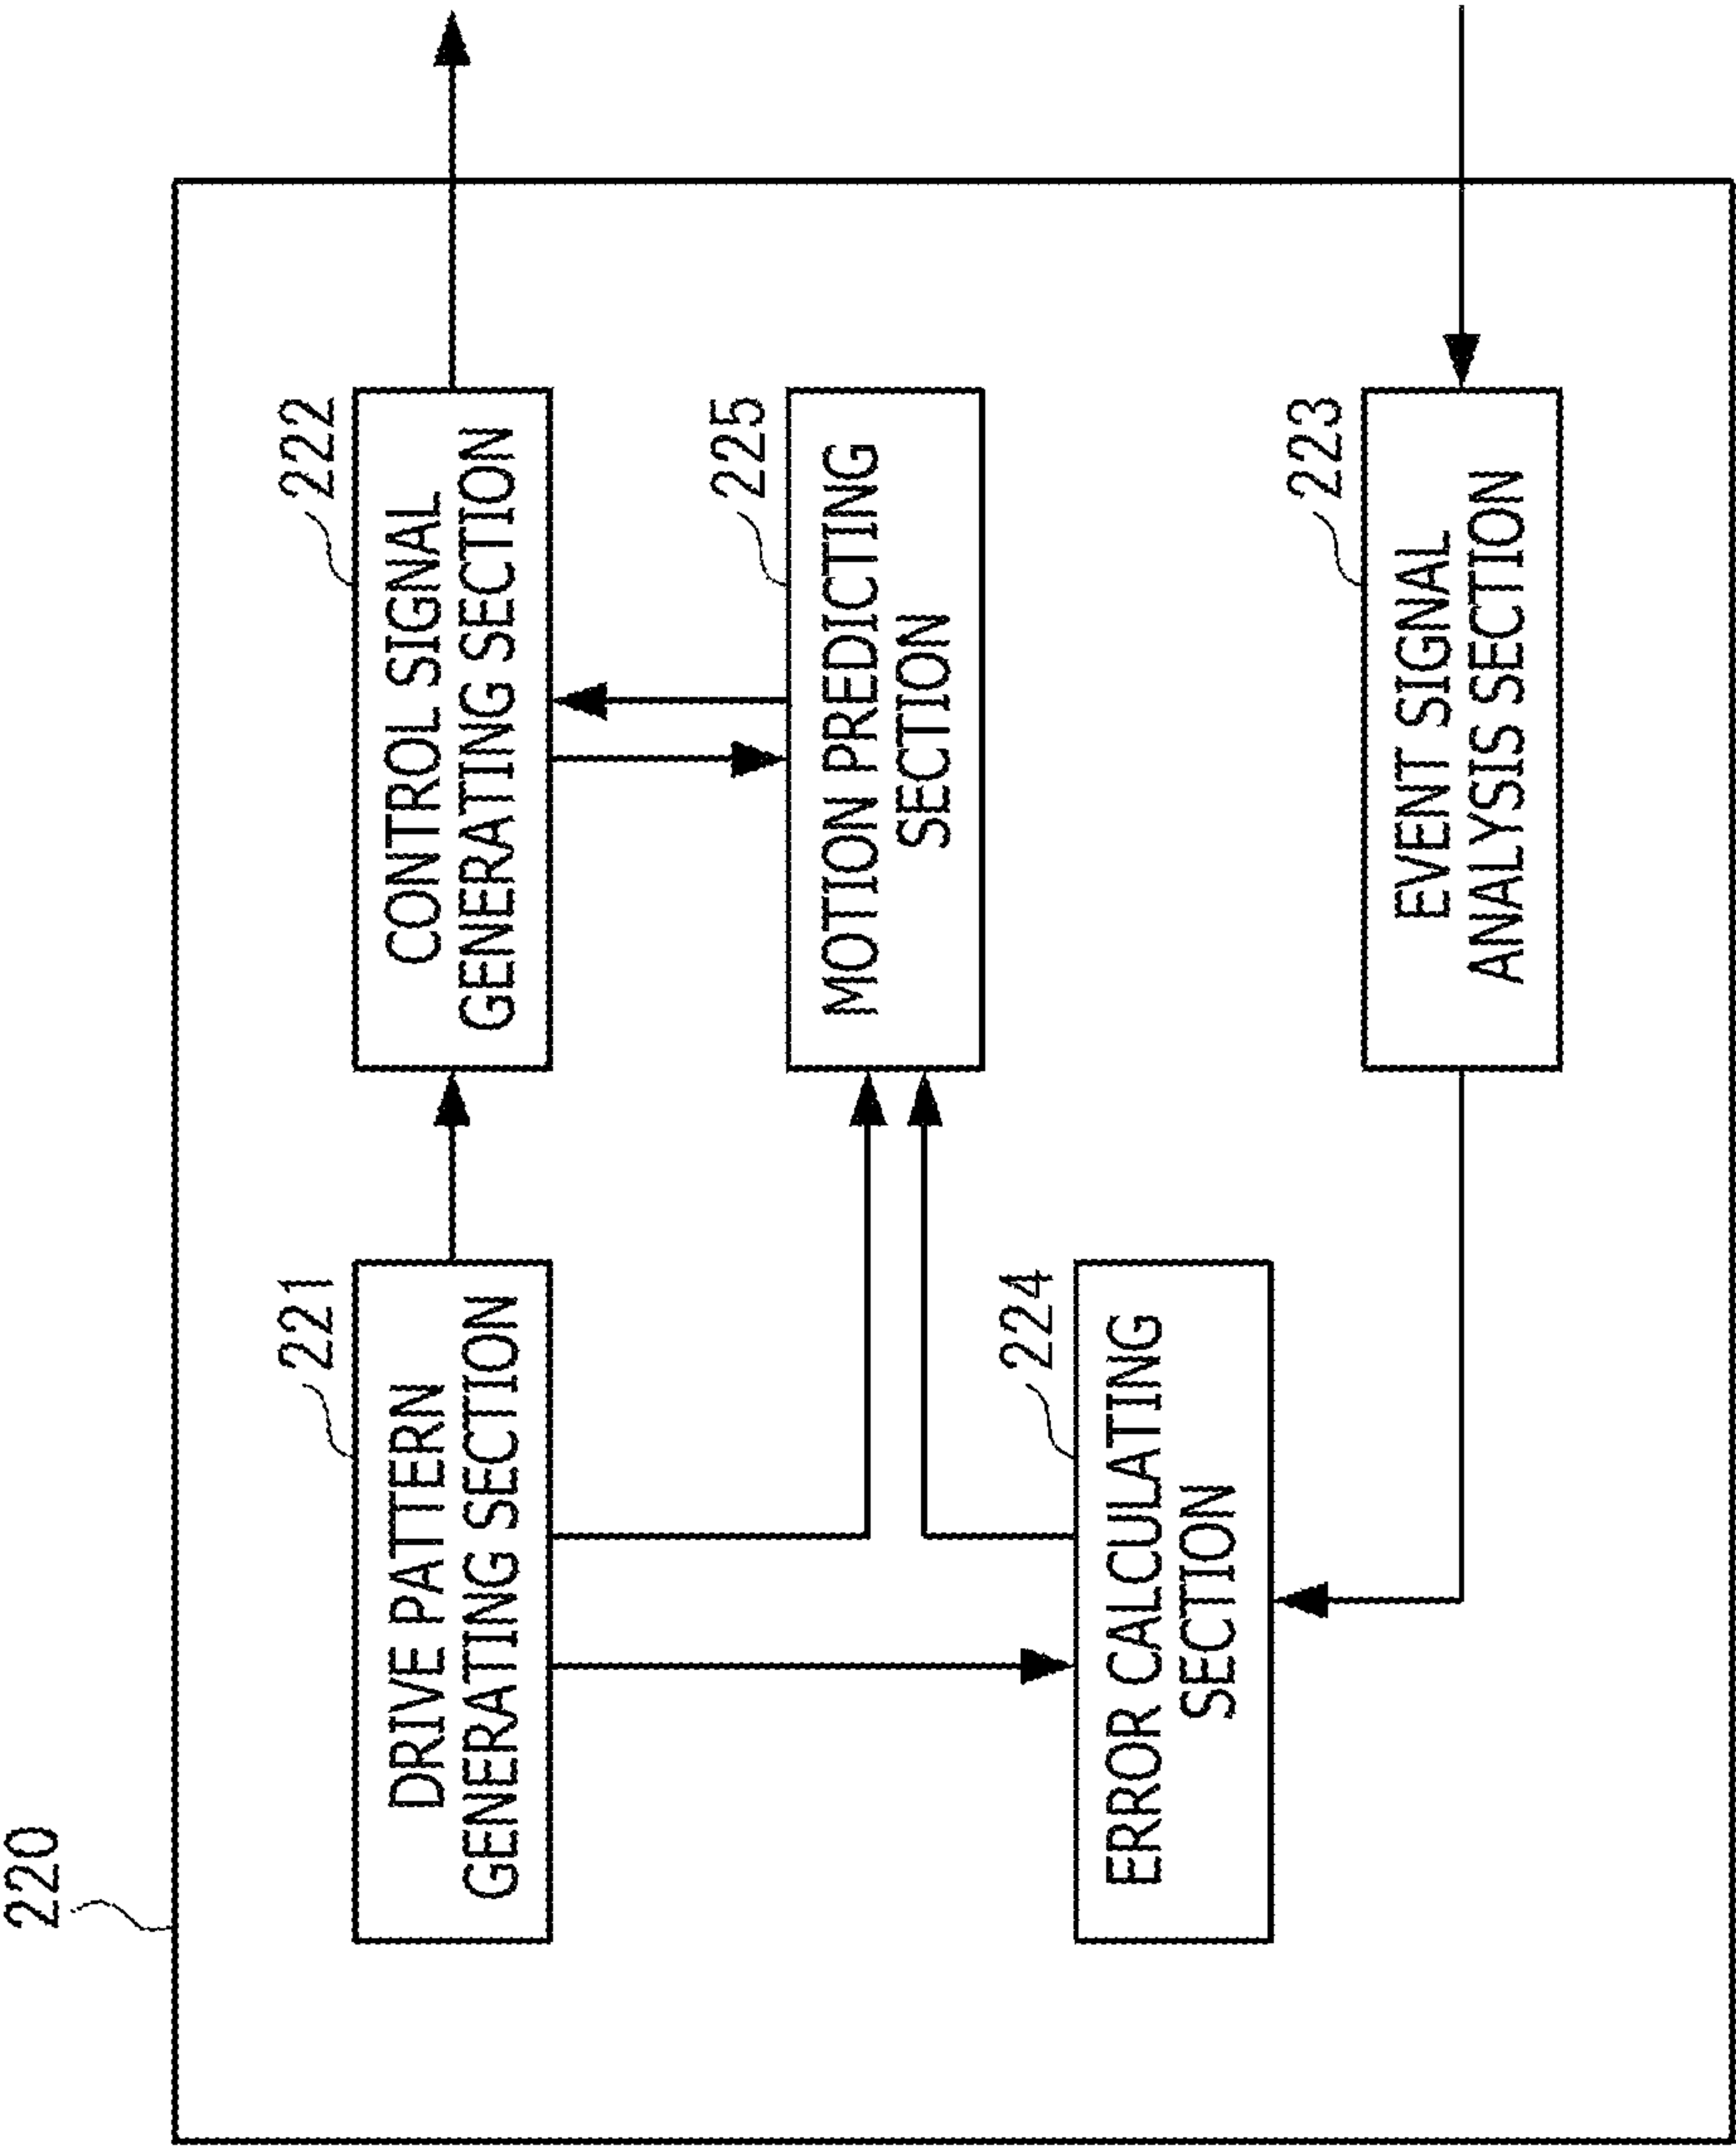 220
221
DRIVE PATTERN
GENERATING SECTION
222
CONTROL SIGNAL
GENERATING SECTION
225
MOTION PREDICTING
SECTION
224
ERROR CALCULATING
SECTION
223
EVENT SIGNAL
ANALYSIS SECTION